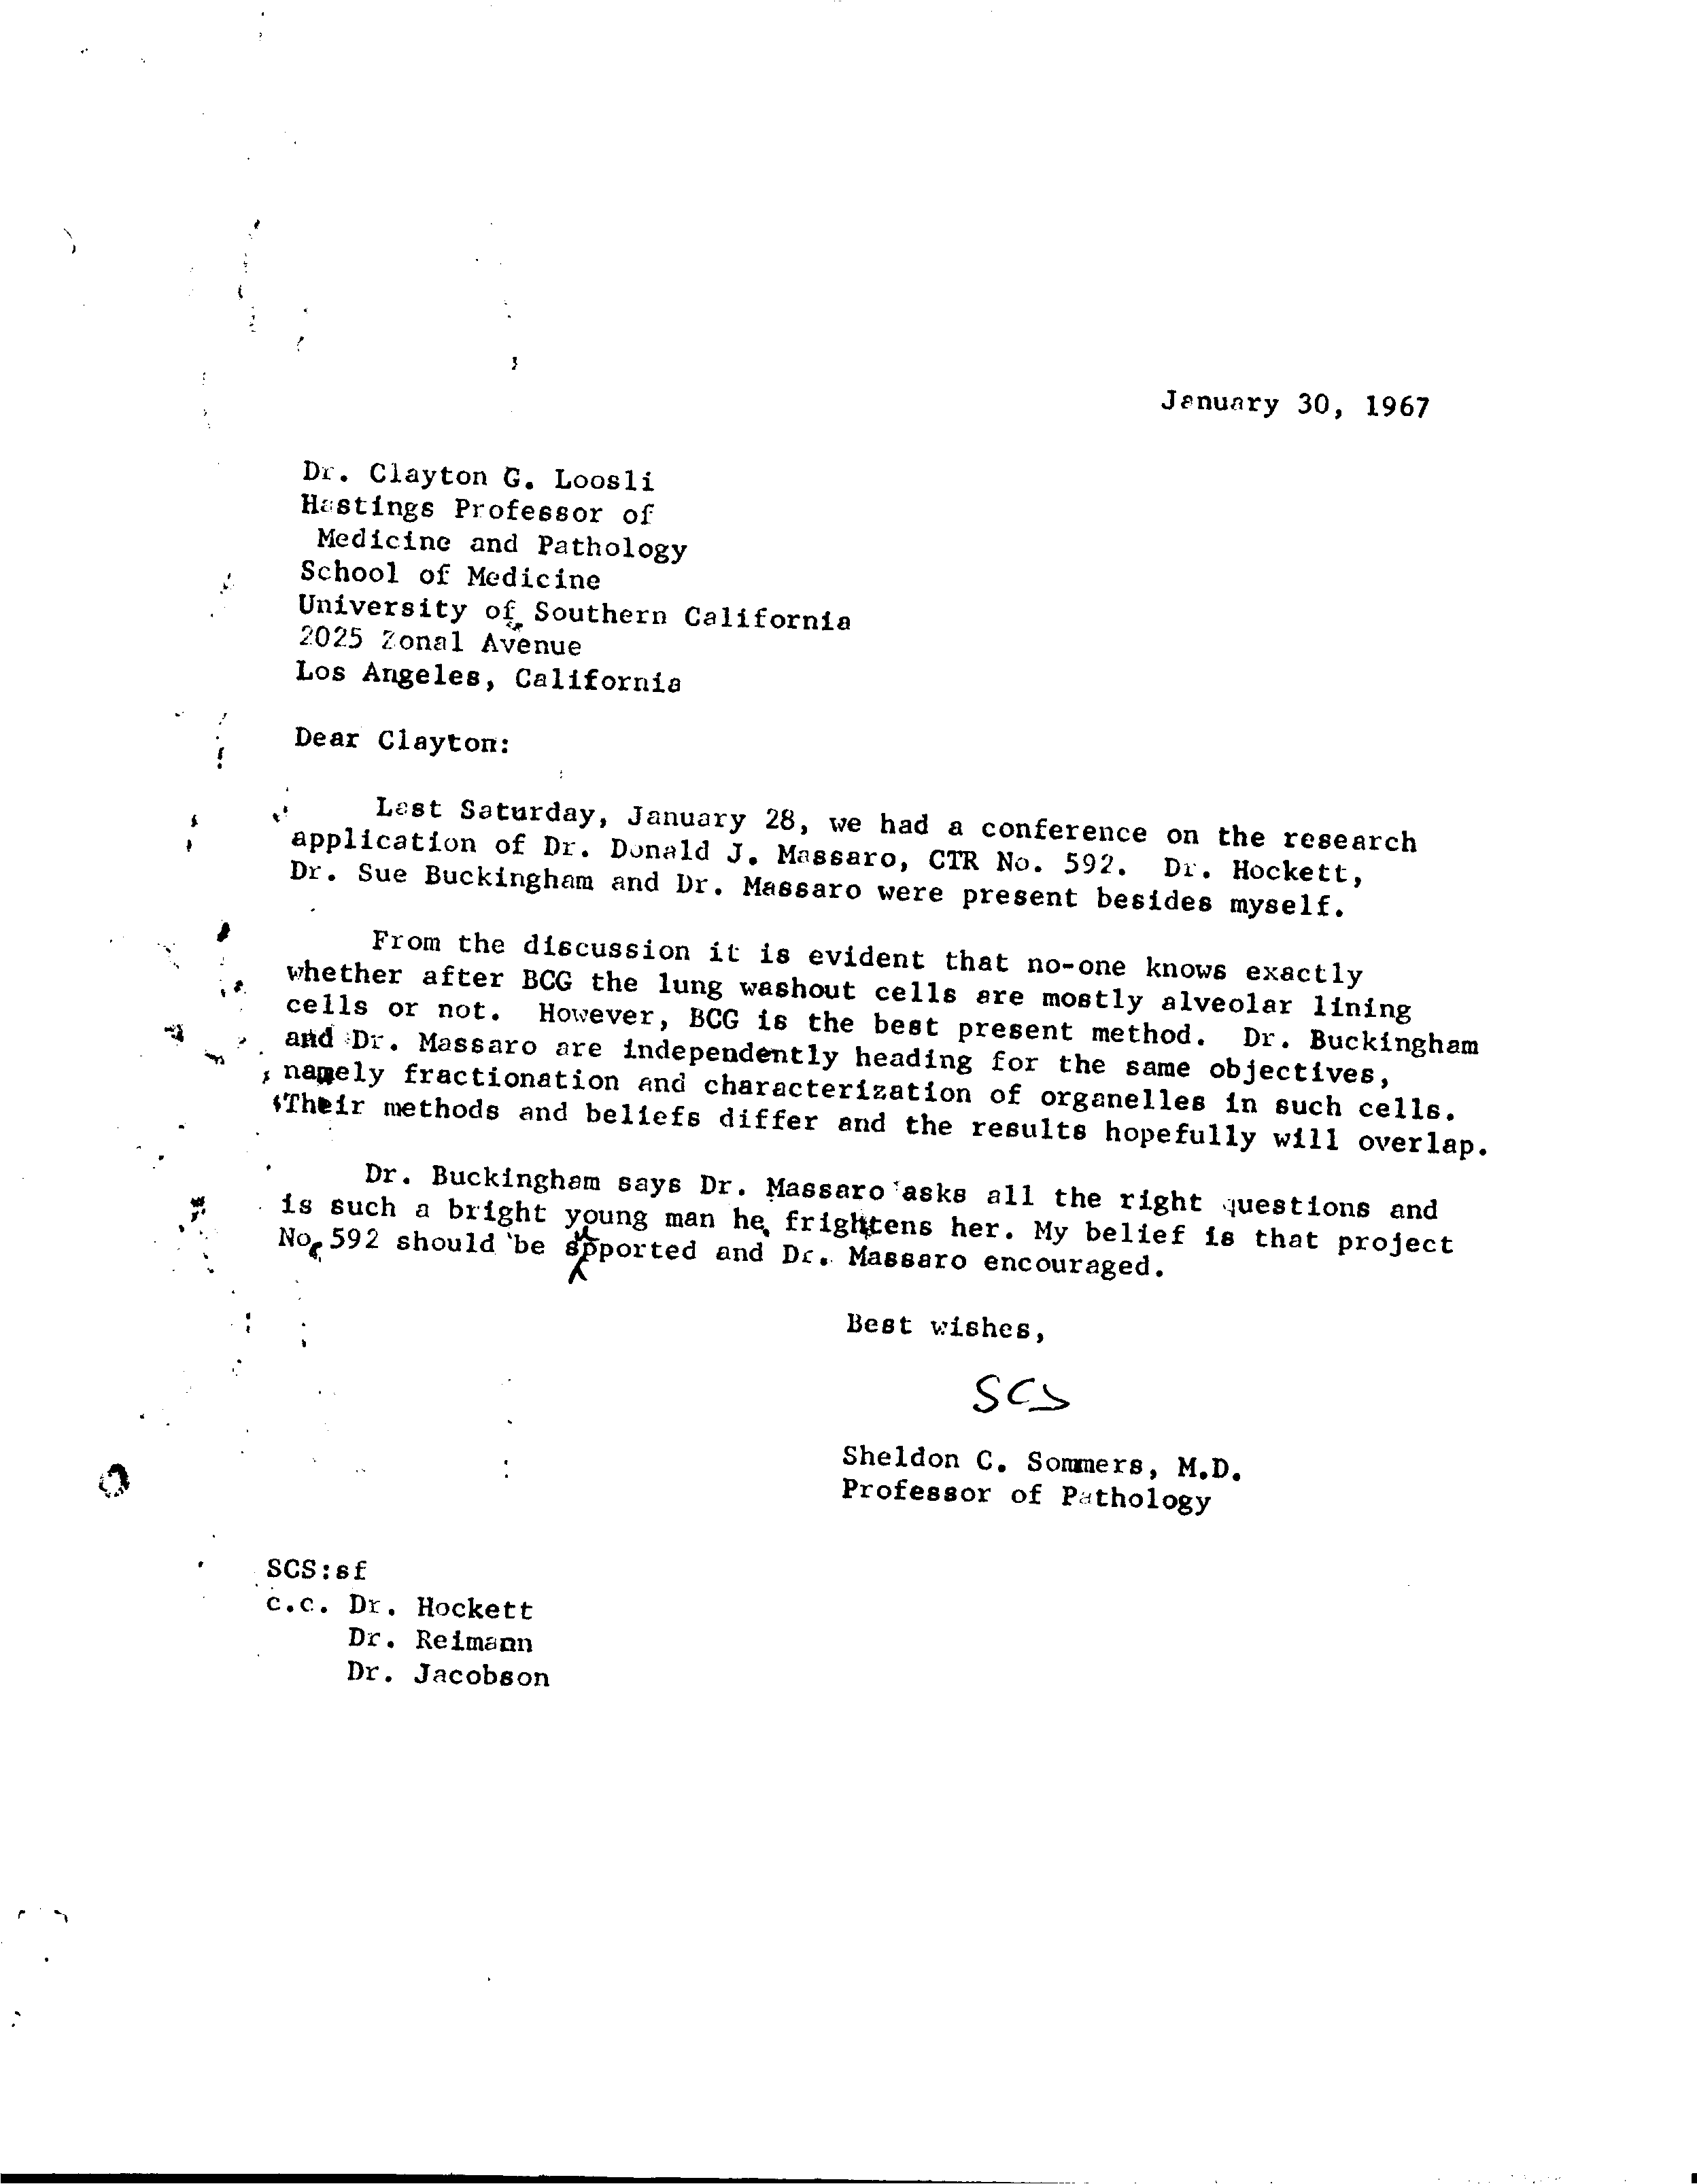 January 30, 1967
Dr. Clayton G. Loosli
Hastings Professor of
Medicine and Pathology
School of Medicine
University of Southern California
2025 Zonal Avenue
Los Angeles, California
Dear Clayton:
Last Saturday, January 28, we had a conference on the research
application of Dr. Donald J. Massaro, CTR No. 592. Dr. Hockett,
Dr. Sue Buckingham and Dr. Massaro were present besides myself.
From the discussion it is evident that no-one knows exactly
whether after BCG the lung washout cells are mostly alveolar lining
cells or not. However, BCG is the best present method. Dr. Buckingham
and Dr. Massaro are independently heading for the same objectives,
namely fractionation and characterization of organelles in such cells.
Their methods and beliefs differ and the results hopefully will overlap.
Dr. Buckingham says Dr. Massaro asks all the right questions and
is such a bright young man he frightens her. My belief is that project
No. 592 should be spported and Dr. Massaro encouraged.
Best wishes,
SCS
Sheldon C. Sommers, M.D.
Professor of Pathology
SCS:sf
c.c. Dr. Hockett
Dr. Reimann
Dr. Jacobson